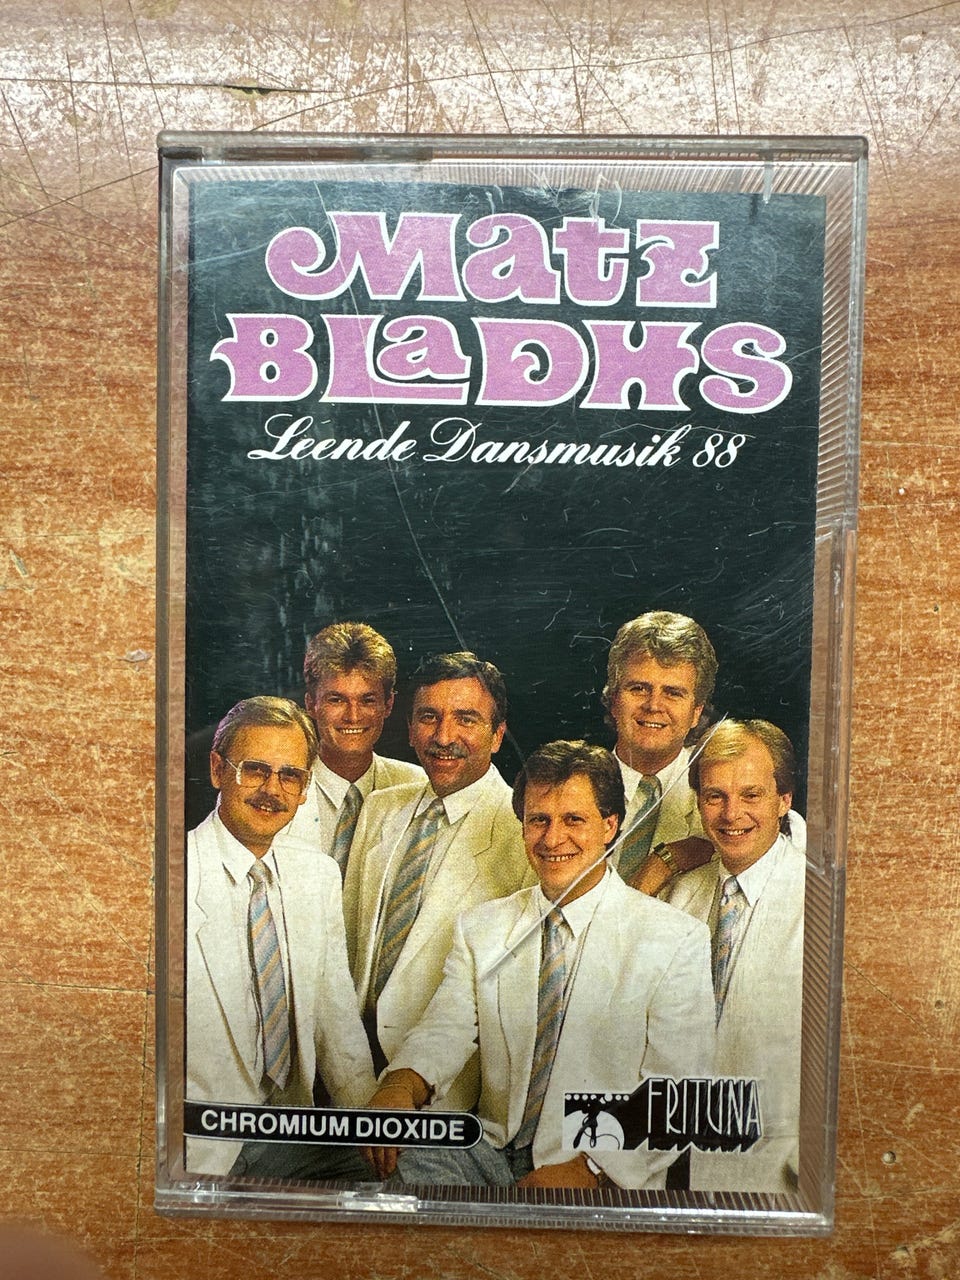 Matz
Bladhs
Leende Dansmusik 88
CHROMIUM DIOXIDE
FRITUNA